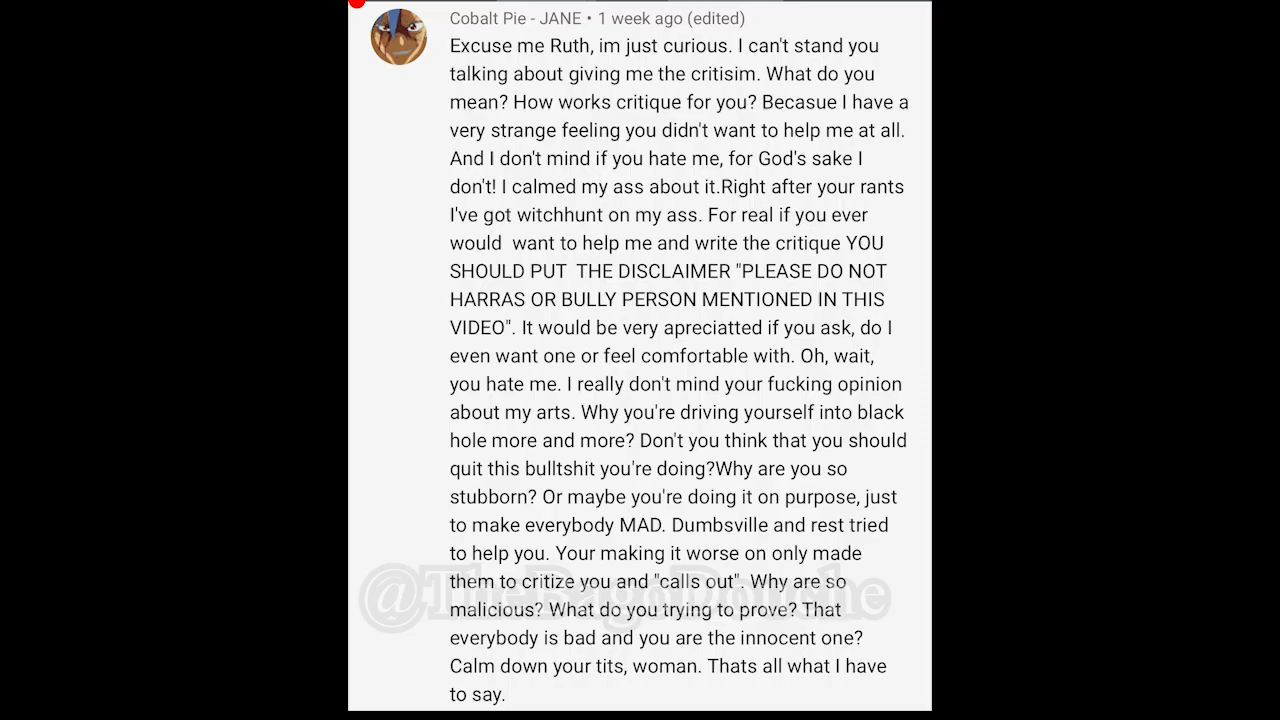 Cobalt Pie - JANE • 1 week ago (edited)
Excuse me Ruth, im just curious. I can't stand you
talking about giving me the critisim. What do you
mean? How works critique for you? Becasue I have a
very strange feeling you didn't want to help me at all.
And I don't mind if you hate me, for God's sake I
don't! I calmed my ass about it.Right after your rants
I've got witchhunt on my ass. For real if you ever
would  want to help me and write the critique YOU
SHOULD PUT  THE DISCLAIMER "PLEASE DO NOT
HARRAS OR BULLY PERSON MENTIONED IN THIS
VIDEO". It would be very apreciatted if you ask, do I
even want one or feel comfortable with. Oh, wait,
you hate me. I really don't mind your fucking opinion
about my arts. Why you're driving yourself into black
hole more and more? Don't you think that you should
quit this bulltshit you're doing?Why are you so
stubborn? Or maybe you're doing it on purpose, just
to make everybody MAD. Dumbsville and rest tried
to help you. Your making it worse on only made
them to critize you and "calls out". Why are so
malicious? What do you trying to prove? That
everybody is bad and you are the innocent one?
Calm down your tits, woman. Thats all what I have
to say.
@TheBagoDouche